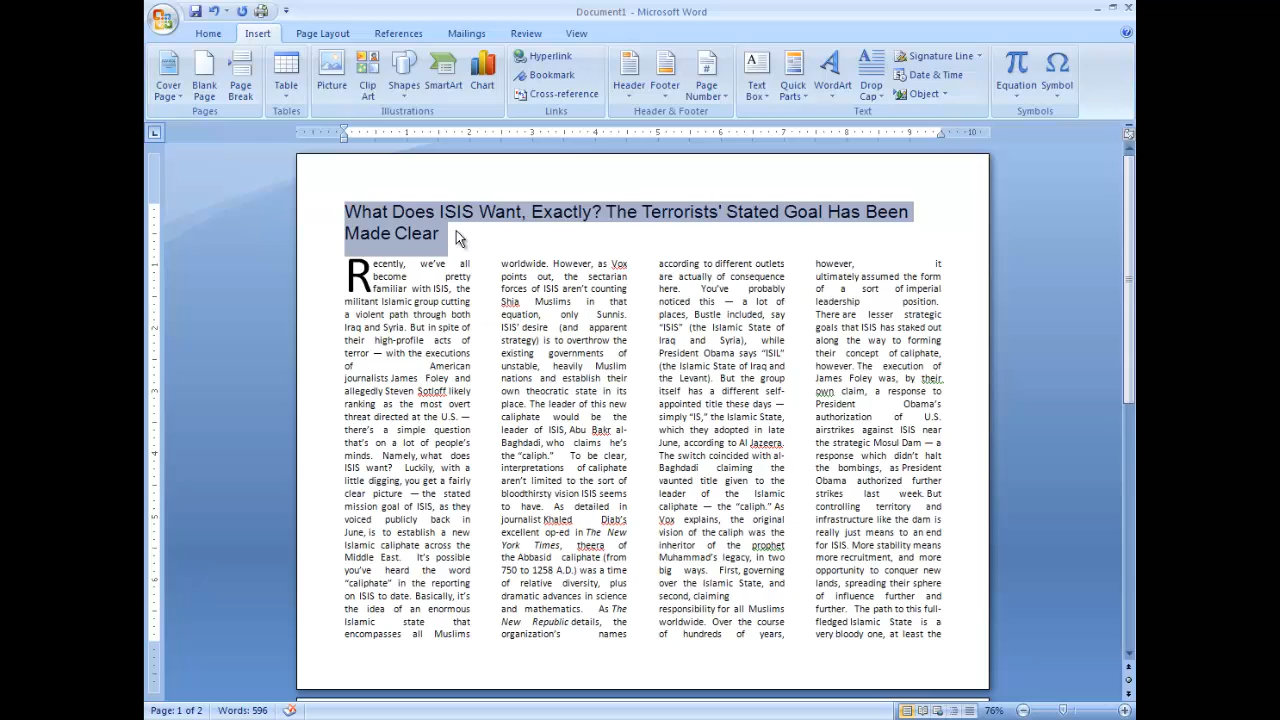 Document1 - Microsoft Word
Home Insert Page Layout References Mailings Review View
Cover Page
Blank Page
Page Break
Table
Picture
Clip Art
Shapes
SmartArt
Chart
Hyperlink
Bookmark
Cross-reference
Header
Footer
Page Number
Text Box
Quick Parts
WordArt
Drop Cap
Signature Line
Date & Time
Object
Equation
Symbol
Pages Tables Illustrations Links Header & Footer Text Symbols
1 2 3 4 5 6 7 8 9 10
What Does ISIS Want, Exactly? The Terrorists' Stated Goal Has Been
Made Clear
Recently, we've all
become pretty
familiar with ISIS, the
militant Islamic group cutting
a violent path through both
Iraq and Syria. But in spite of
their high-profile acts of
terror — with the executions
of American
journalists James Foley and
allegedly Steven Sotloff likely
ranking as the most overt
threat directed at the U.S. —
there's a simple question
that's on a lot of people's
minds. Namely, what does
ISIS want? Luckily, with a
little digging, you get a fairly
clear picture — the stated
mission goal of ISIS, as they
voiced publicly back in
June, is to establish a new
Islamic caliphate across the
Middle East. It's possible
you've heard the word
“caliphate” in the reporting
on ISIS to date. Basically, it's
the idea of an enormous
Islamic state that
encompasses all Muslims
worldwide. However, as Vox
points out, the sectarian
forces of ISIS aren't counting
Shia Muslims in that
equation, only Sunnis.
ISIS' desire (and apparent
strategy) is to overthrow the
existing governments of
unstable, heavily Muslim
nations and establish their
own theocratic state in its
place. The leader of this new
caliphate would be the
leader of ISIS, Abu Bakr al-
Baghdadi, who claims he's
the “caliph.” To be clear,
interpretations of caliphate
aren't limited to the sort of
bloodthirsty vision ISIS seems
to have. As detailed in
journalist Khaled Diab's
excellent op-ed in The New
York Times, theera of
the Abbasid caliphate (from
750 to 1258 A.D.) was a time
of relative diversity, plus
dramatic advances in science
and mathematics. As The
New Republic details, the
organization's names
according to different outlets
are actually of consequence
here. You've probably
noticed this — a lot of
places, Bustle included, say
“ISIS” (the Islamic State of
Iraq and Syria), while
President Obama says “ISIL”
(the Islamic State of Iraq and
the Levant). But the group
itself has a different self-
appointed title these days —
simply “IS,” the Islamic State,
which they adopted in late
June, according to Al Jazeera.
The switch coincided with al-
Baghdadi claiming the
vaunted title given to the
leader of the Islamic
caliphate — the “caliph.” As
Vox explains, the original
vision of the caliph was the
inheritor of the prophet
Muhammad's legacy, in two
big ways. First, governing
over the Islamic State, and
second, claiming
responsibility for all Muslims
worldwide. Over the course
of hundreds of years,
however, it
ultimately assumed the form
of a sort of imperial
leadership position.
There are lesser strategic
goals that ISIS has staked out
along the way to forming
their concept of caliphate,
however. The execution of
James Foley was, by their
own claim, a response to
President Obama's
authorization of U.S.
airstrikes against ISIS near
the strategic Mosul Dam — a
response which didn't halt
the bombings, as President
Obama authorized further
strikes last week. But
controlling territory and
infrastructure like the dam is
really just means to an end
for ISIS. More stability means
more recruitment, and more
opportunity to conquer new
lands, spreading their sphere
of influence further and
further. The path to this full-
fledged Islamic State is a
very bloody one, at least the
Page: 1 of 2 Words: 596 76%